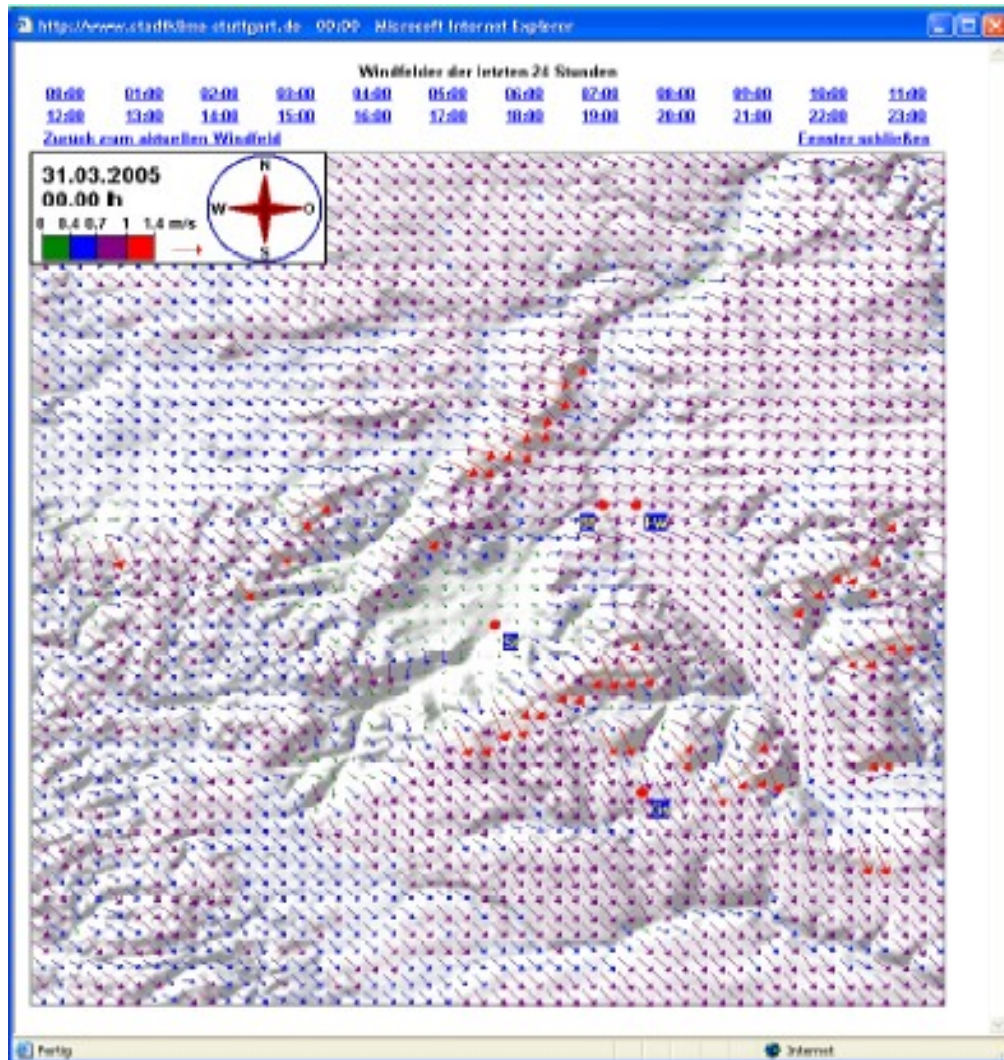 http://www.stadtklima-stuttgart.de - 00:00 - Microsoft Internet Explorer
Windfelder der letzten 24 Stunden
00:00 01:00 02:00 03:00 04:00 05:00 06:00 07:00 08:00 09:00 10:00 11:00
12:00 13:00 14:00 15:00 16:00 17:00 18:00 19:00 20:00 21:00 22:00 23:00
Zurück zum aktuellen Windfeld Fenster schließen
31.03.2005
00.00 h
N
W O
S
0 0.4 0.7 1 1.4 m/s
Fertig Internet